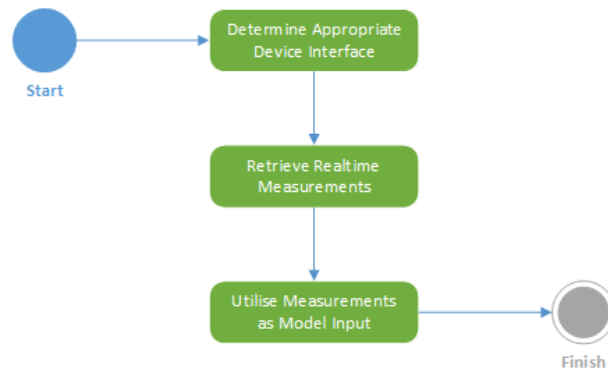 Determine Appropriate
Device Interface
Start
Retrieve Realtime
Measurements
Utilise Measurements
as Model Input
Finish